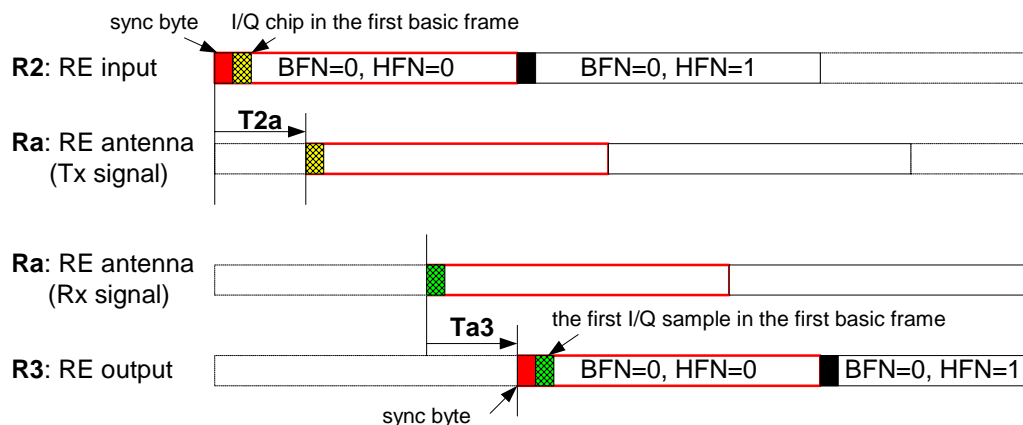 sync byte
I/Q chip in the first basic frame
R2: RE input
BFN=0, HFN=0
BFN=0, HFN=1
T2a
Ra: RE antenna
(Tx signal)
Ra: RE antenna
(Rx signal)
Ta3
the first I/Q sample in the first basic frame
R3: RE output
BFN=0, HFN=0
BFN=0, HFN=1
sync byte